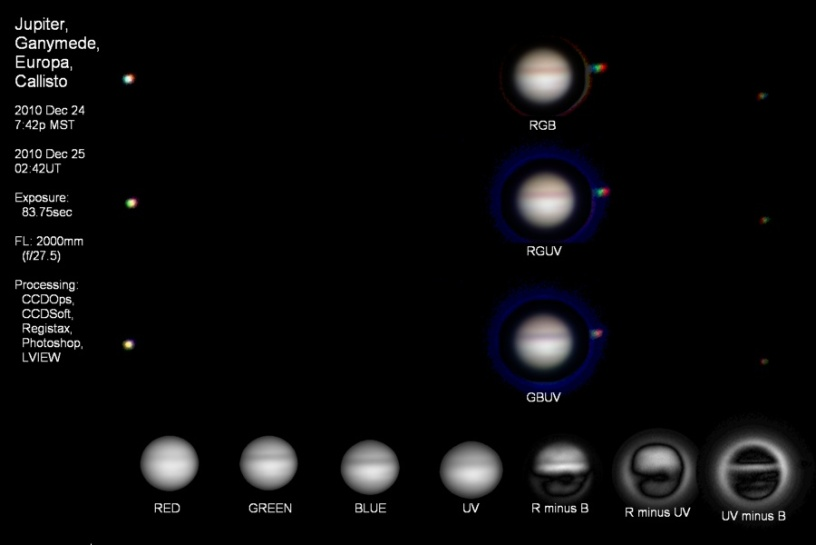 Jupiter,
Ganymede,
Europa,
Callisto
2010 Dec 24
7:42p MST
2010 Dec 25
02:42UT
Exposure:
83.75sec
FL: 2000mm
(f/27.5)
Processing:
CCDOps,
CCDSoft,
Registax,
Photoshop,
LVIEW
RGB
RGUV
GBUV
RED
GREEN
BLUE
UV
R minus B
R minus UV
UV minus B